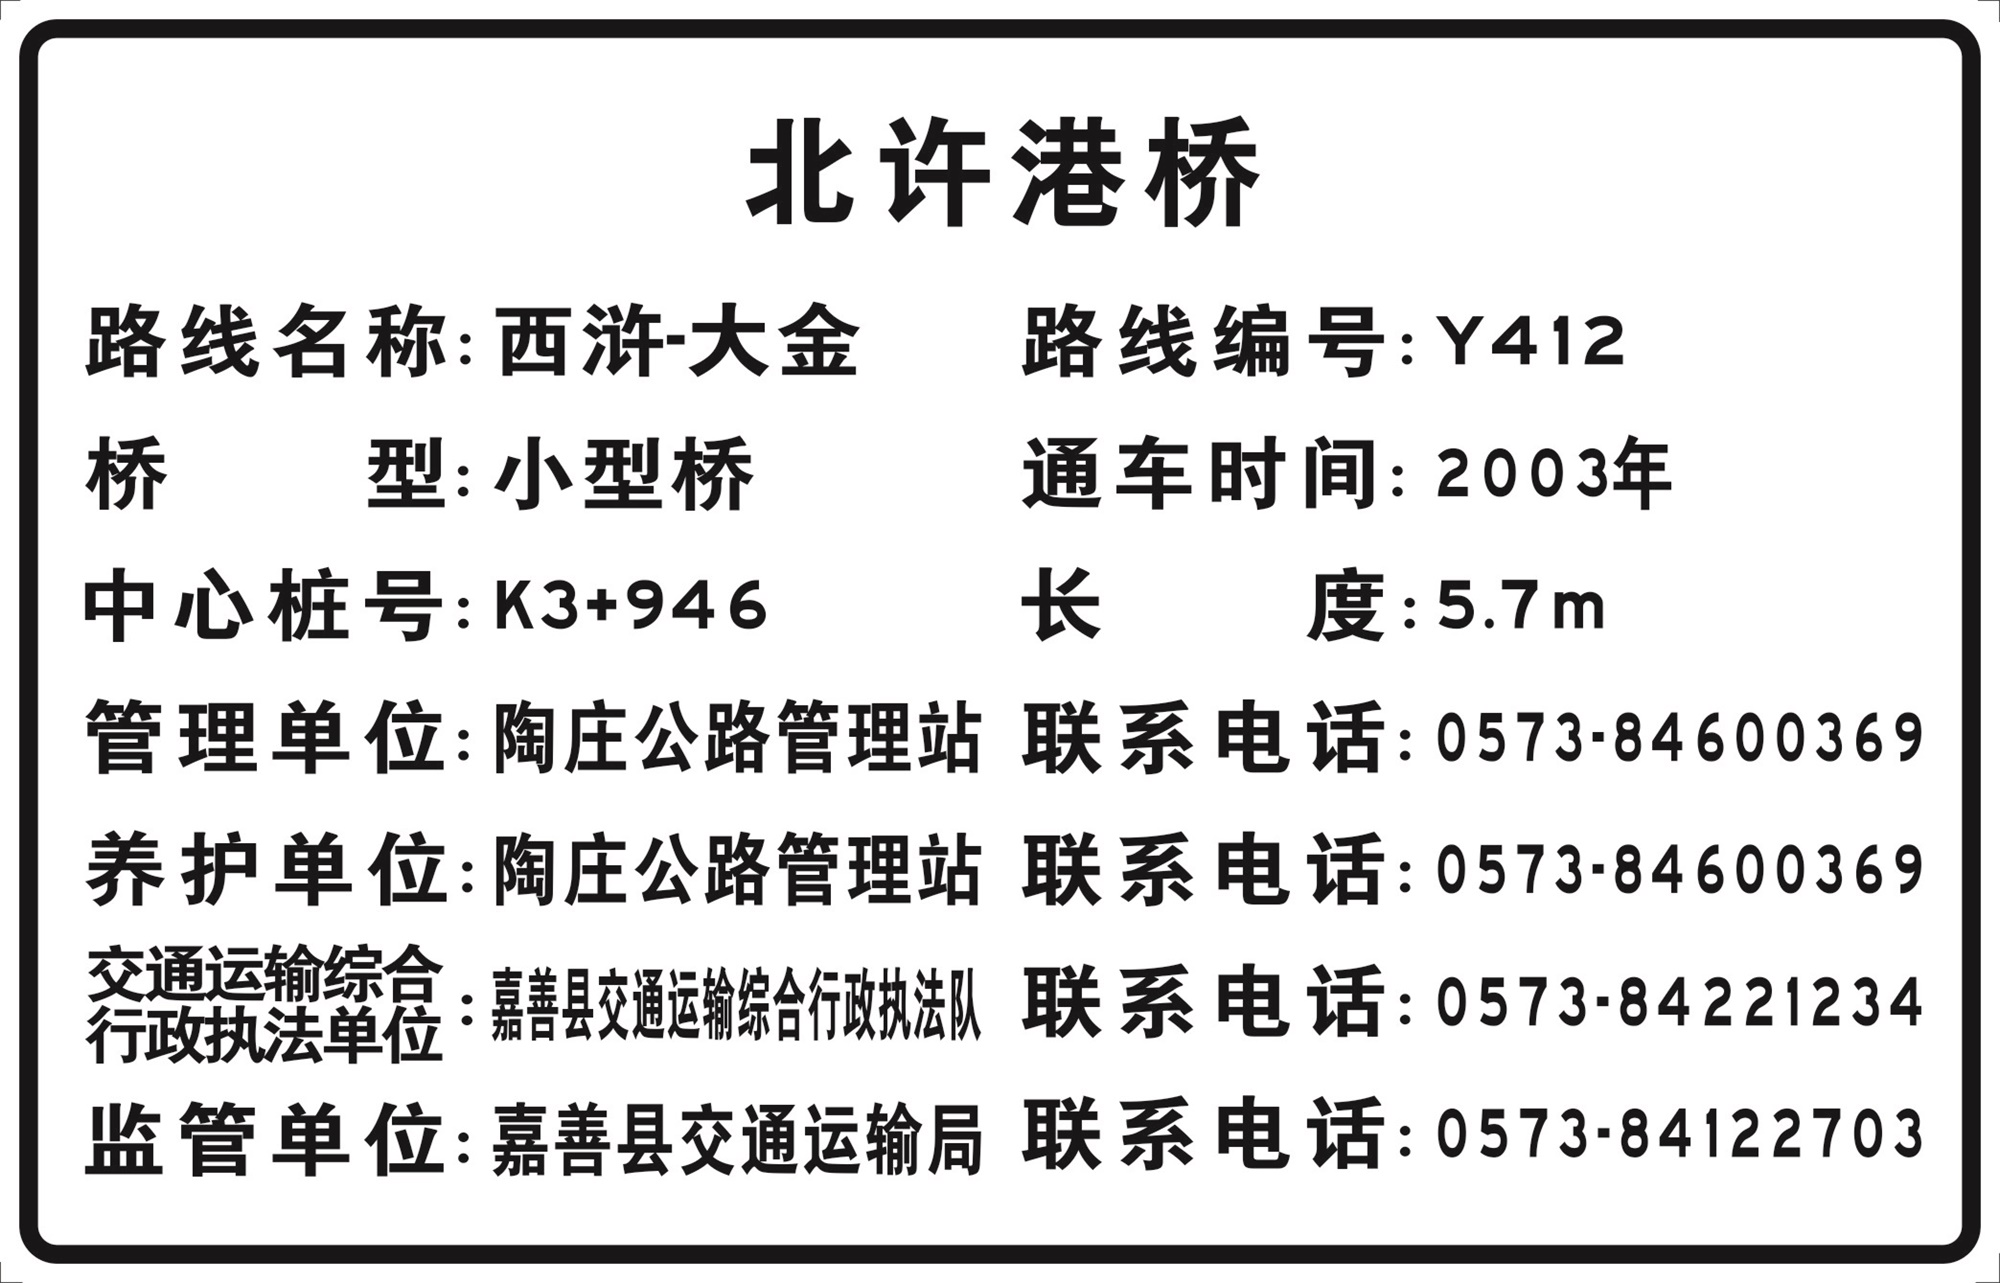 北许港桥
路线名称：西浒-大金 路线编号：Y412
桥 型：小型桥 通车时间：2003年
中心桩号：K3+946 长 度：5.7m
管理单位：陶庄公路管理站 联系电话：0573-84600369
养护单位：陶庄公路管理站 联系电话：0573-84600369
交通运输综合
行政执法单位：嘉善县交通运输综合行政执法队 联系电话：0573-84221234
监管单位：嘉善县交通运输局 联系电话：0573-84122703